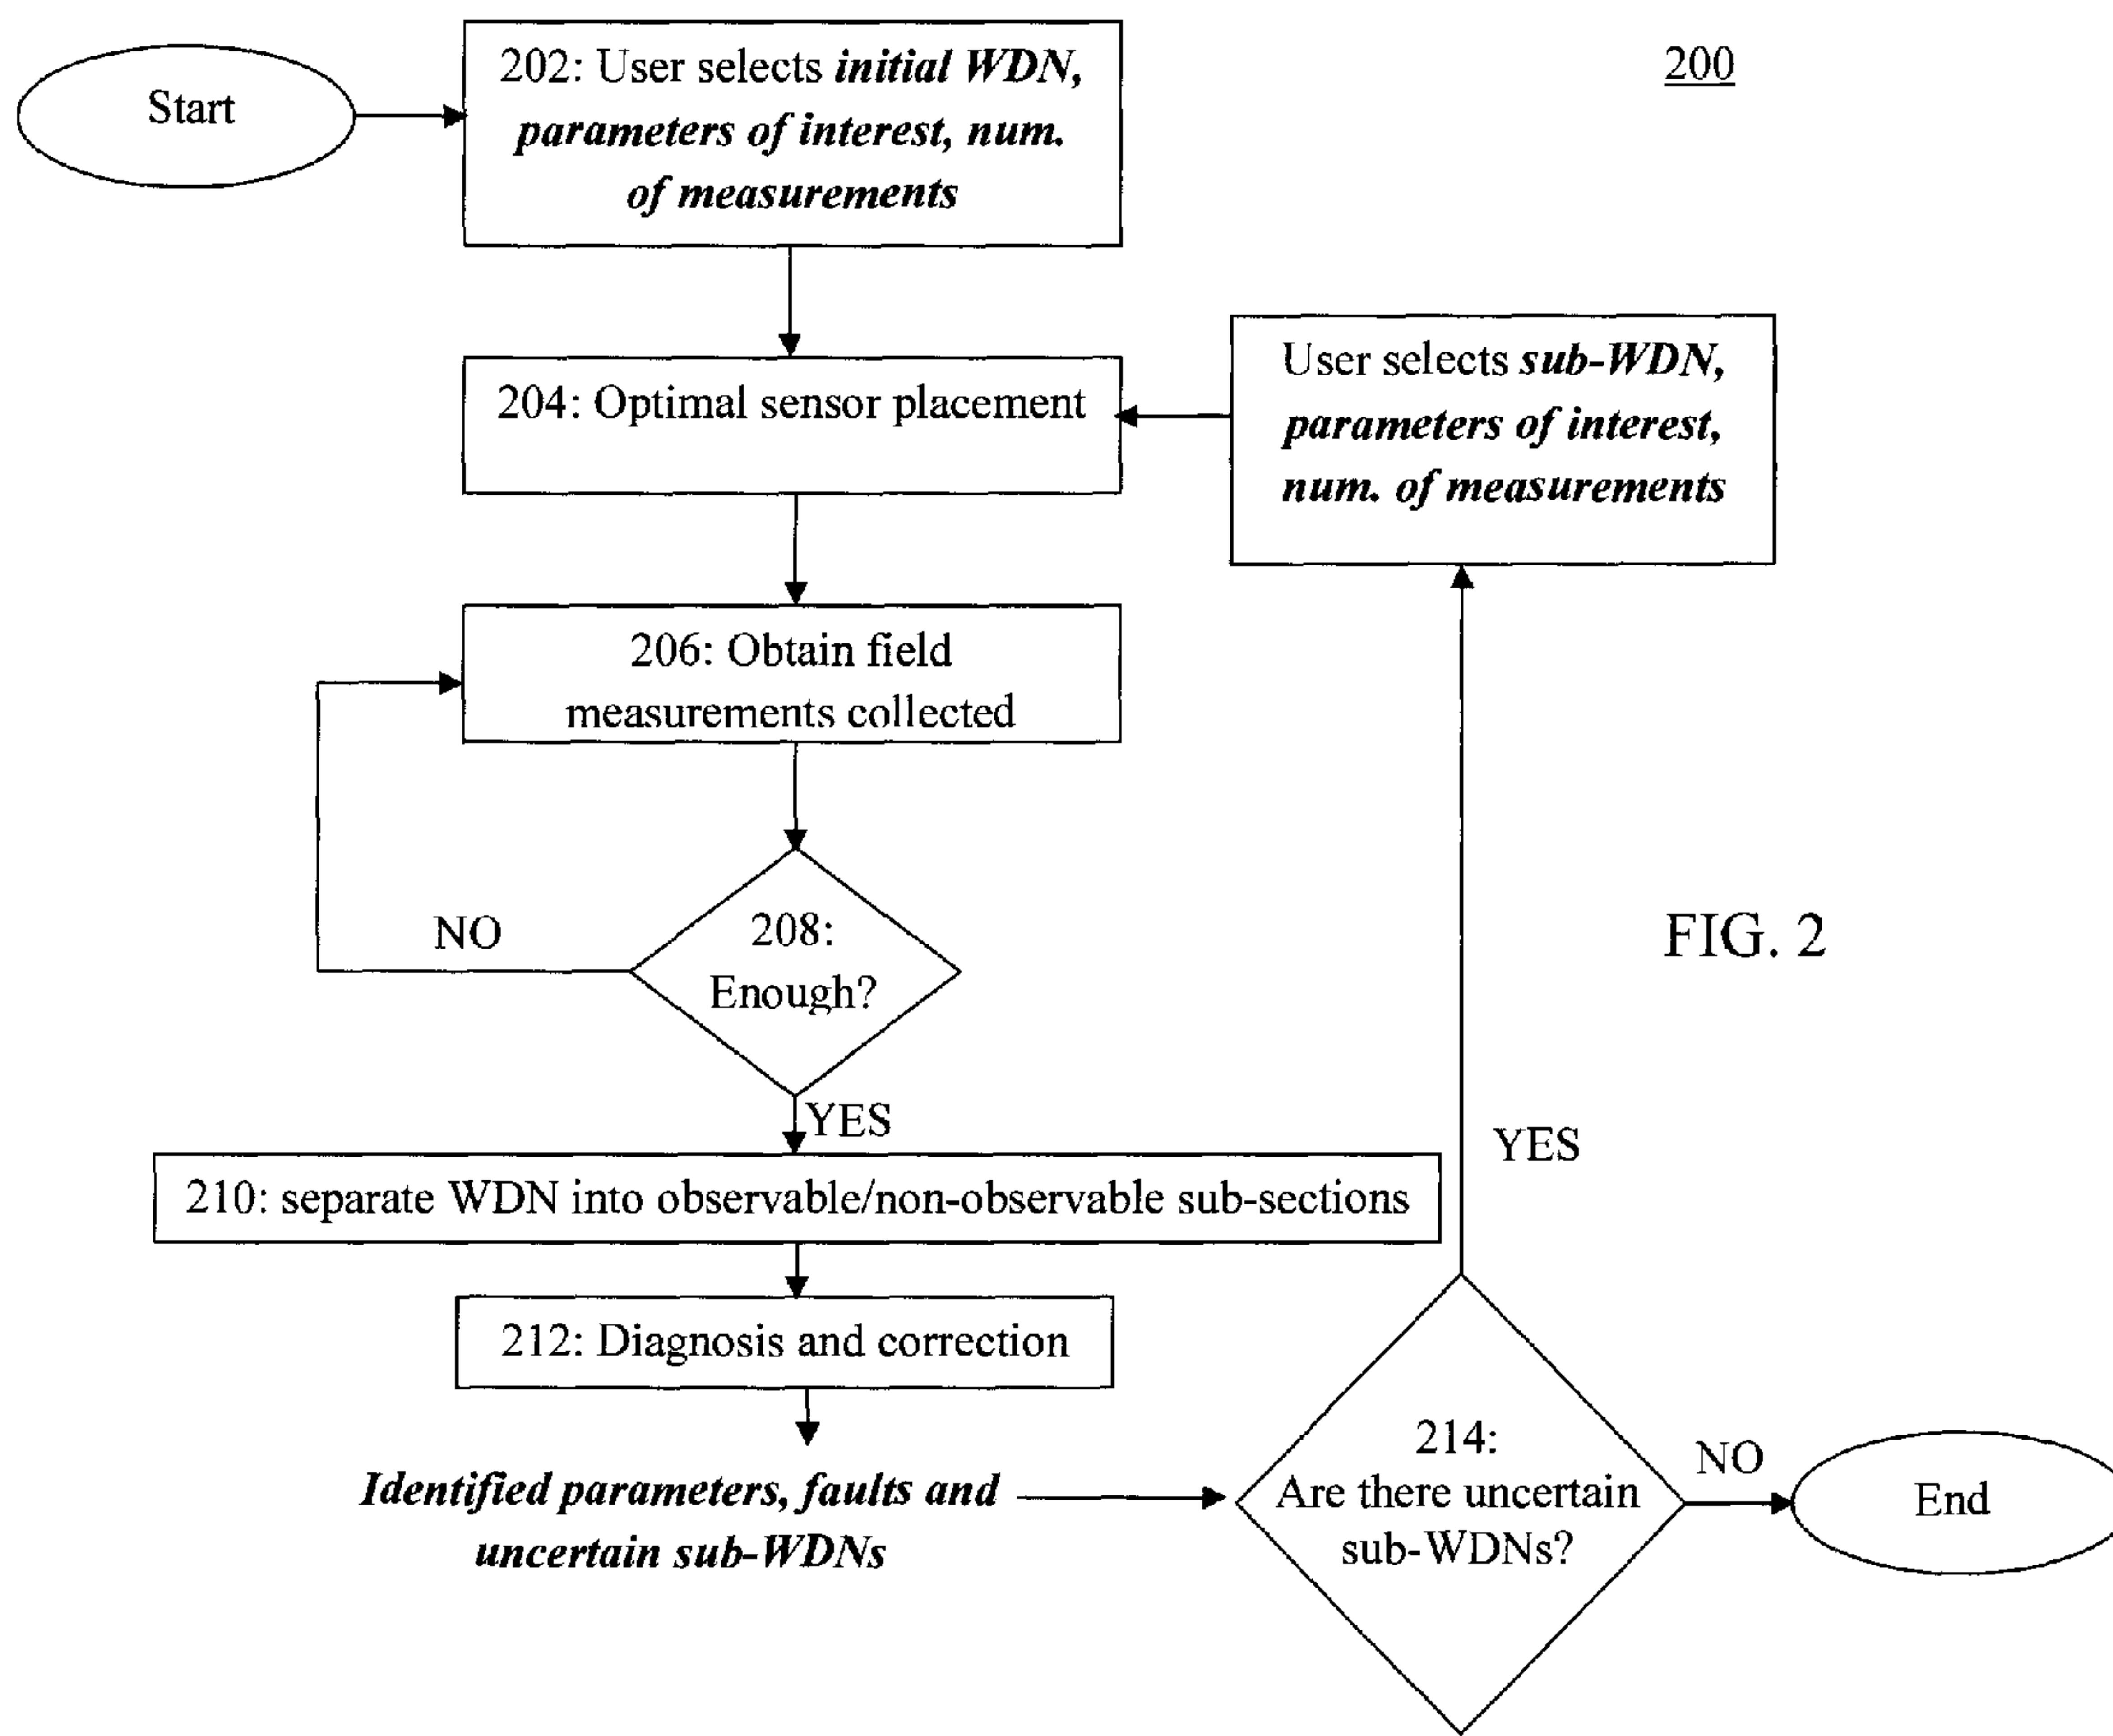 Start
202: User selects initial WDN,
parameters of interest, num.
of measurements
200
204: Optimal sensor placement
User selects sub-WDN,
parameters of interest,
num. of measurements
206: Obtain field
measurements collected
NO
208:
Enough?
FIG. 2
YES
YES
210: separate WDN into observable/non-observable sub-sections
212: Diagnosis and correction
Identified parameters, faults and
uncertain sub-WDNs
214:
Are there uncertain
sub-WDNs?
NO
End